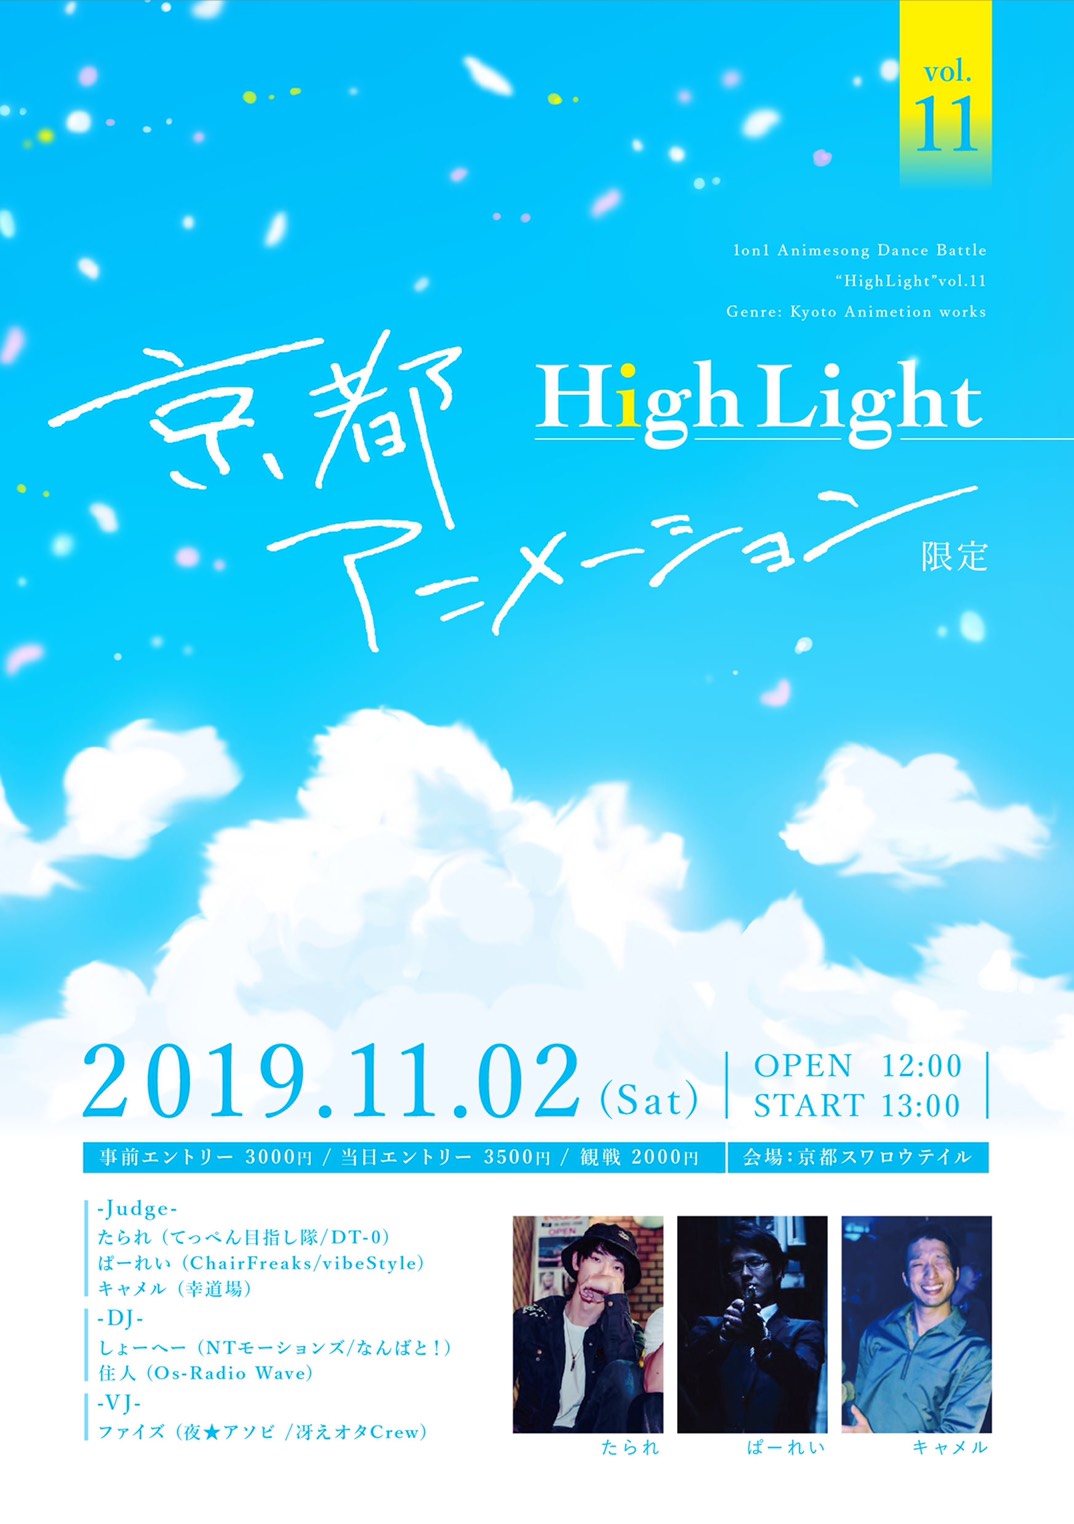 vol.
11
1on1 Animesong Dance Battle
“HighLight”vol.11
Genre: Kyoto Animetion works
HighLight
京都
アニメーション
限定
2019.11.02 (Sat)
OPEN 12:00
START 13:00
事前エントリー 3000円 / 当日エントリー 3500円 / 観戦 2000円
会場：京都スワロウテイル
-Judge-
たられ（てっぺん目指し隊/DT-0）
ぱーれい（ChairFreaks/vibeStyle）
キャメル（幸道場）
-DJ-
しょーへー（NTモーションズ/なんばと！）
住人（Os-Radio Wave）
-VJ-
ファイズ（夜★アソビ /冴えオタCrew）
OPEN
たられ
ぱーれい
キャメル